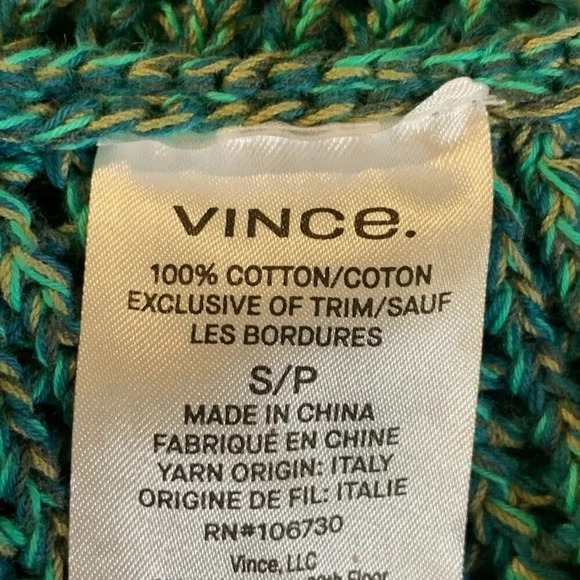 VINCe.
100% COTTON/COTON
EXCLUSIVE OF TRIM/SAUF
LES BORDURES
S/P
MADE IN CHINA
FABRIQUÉ EN CHINE
YARN ORIGIN: ITALY
ORIGINE DE FIL: ITALIE
RN#106730
Vince, LLC
Floor